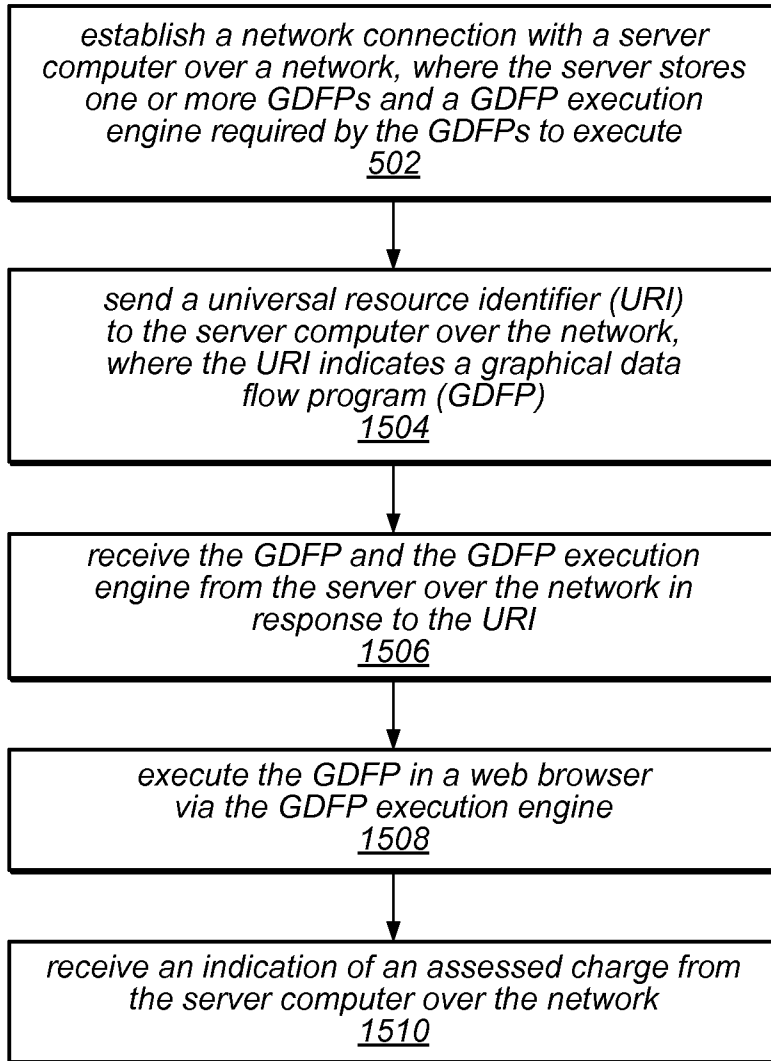 establish a network connection with a server
computer over a network, where the server stores
one or more GDFPs and a GDFP execution
engine required by the GDFPs to execute
502
send a universal resource identifier (URI)
to the server computer over the network,
where the URI indicates a graphical data
flow program (GDFP)
1504
receive the GDFP and the GDFP execution
engine from the server over the network in
response to the URI
1506
execute the GDFP in a web browser
via the GDFP execution engine
1508
receive an indication of an assessed charge from
the server computer over the network
1510